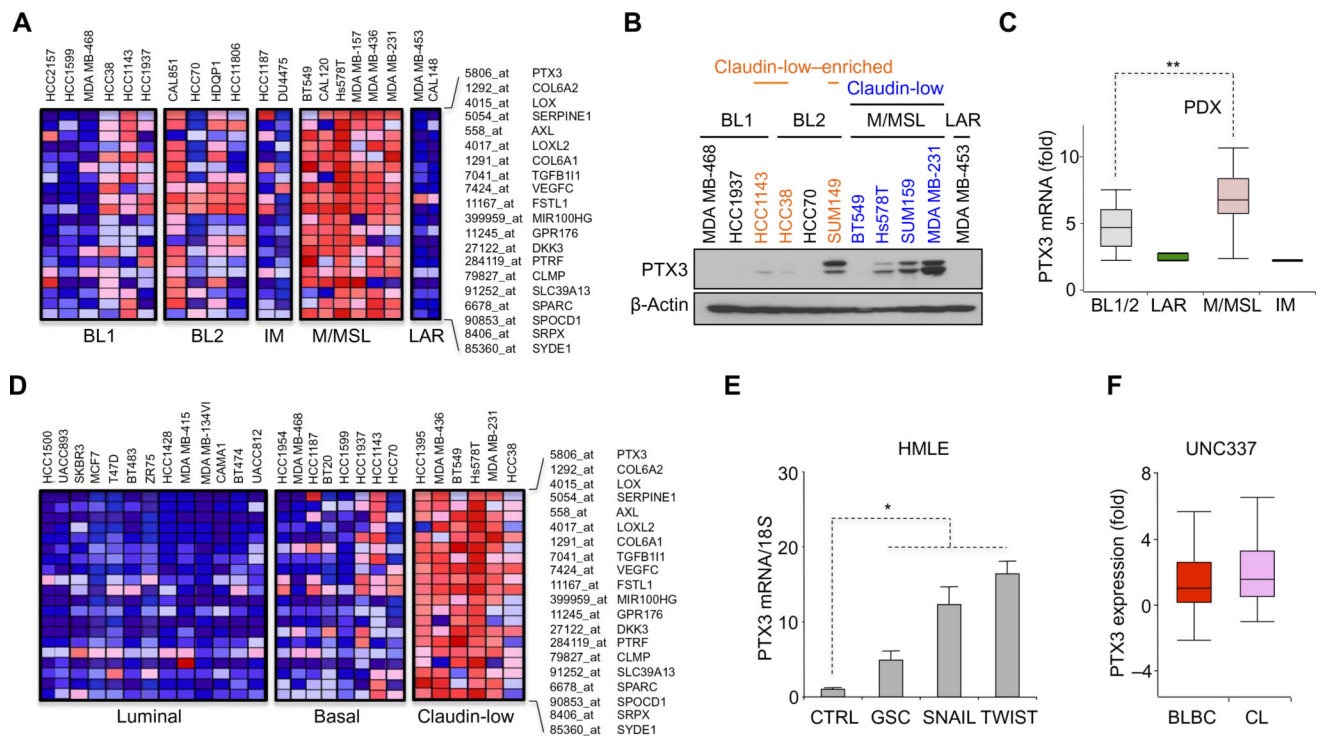 A
HCC2157
HCC1599
MDA MB-468
HCC38
HCC1143
HCC1937
CAL851
HCC70
HDQP1
HCC11806
HCC1187
DU4475
BT549
CAL120
Hs578T
MDA MB-157
MDA MB-436
MDA MB-231
MDA MB-453
CAL148
5806_at PTX3
1292_at COL6A2
4015_at LOX
5054_at SERPINE1
558_at AXL
4017_at LOXL2
1291_at COL6A1
7041_at TGFB1I1
7424_at VEGFC
11167_at FSTL1
399959_at MIR100HG
11245_at GPR176
27122_at DKK3
284119_at PTRF
79827_at CLMP
91252_at SLC39A13
6678_at SPARC
90853_at SPOCD1
8406_at SRPX
85360_at SYDE1
BL1 BL2 IM M/MSL LAR
B
Claudin-low–enriched
Claudin-low
BL1 BL2 M/MSL LAR
MDA MB-468
HCC1937
HCC1143
HCC38
HCC70
SUM149
BT549
Hs578T
SUM159
MDA MB-231
MDA MB-453
PTX3
β-Actin
C
**
PDX
PTX3 mRNA (fold)
10
5
0
BL1/2 LAR M/MSL IM
D
HCC1500
UACC893
SKBR3
MCF7
T47D
BT483
ZR75
HCC1428
MDA MB-415
MDA MB-134VI
CAMA1
BT474
UACC812
HCC1954
MDA MB-468
HCC1187
BT20
HCC1599
HCC1937
HCC1143
HCC70
HCC1395
MDA MB-436
BT549
Hs578T
MDA MB-231
HCC38
5806_at PTX3
1292_at COL6A2
4015_at LOX
5054_at SERPINE1
558_at AXL
4017_at LOXL2
1291_at COL6A1
7041_at TGFB1I1
7424_at VEGFC
11167_at FSTL1
399959_at MIR100HG
11245_at GPR176
27122_at DKK3
284119_at PTRF
79827_at CLMP
91252_at SLC39A13
6678_at SPARC
90853_at SPOCD1
8406_at SRPX
85360_at SYDE1
Luminal Basal Claudin-low
E
HMLE
PTX3 mRNA/18S
30
20
10
0
*
CTRL GSC SNAIL TWIST
F
UNC337
PTX3 expression (fold)
8
4
0
–4
BLBC CL